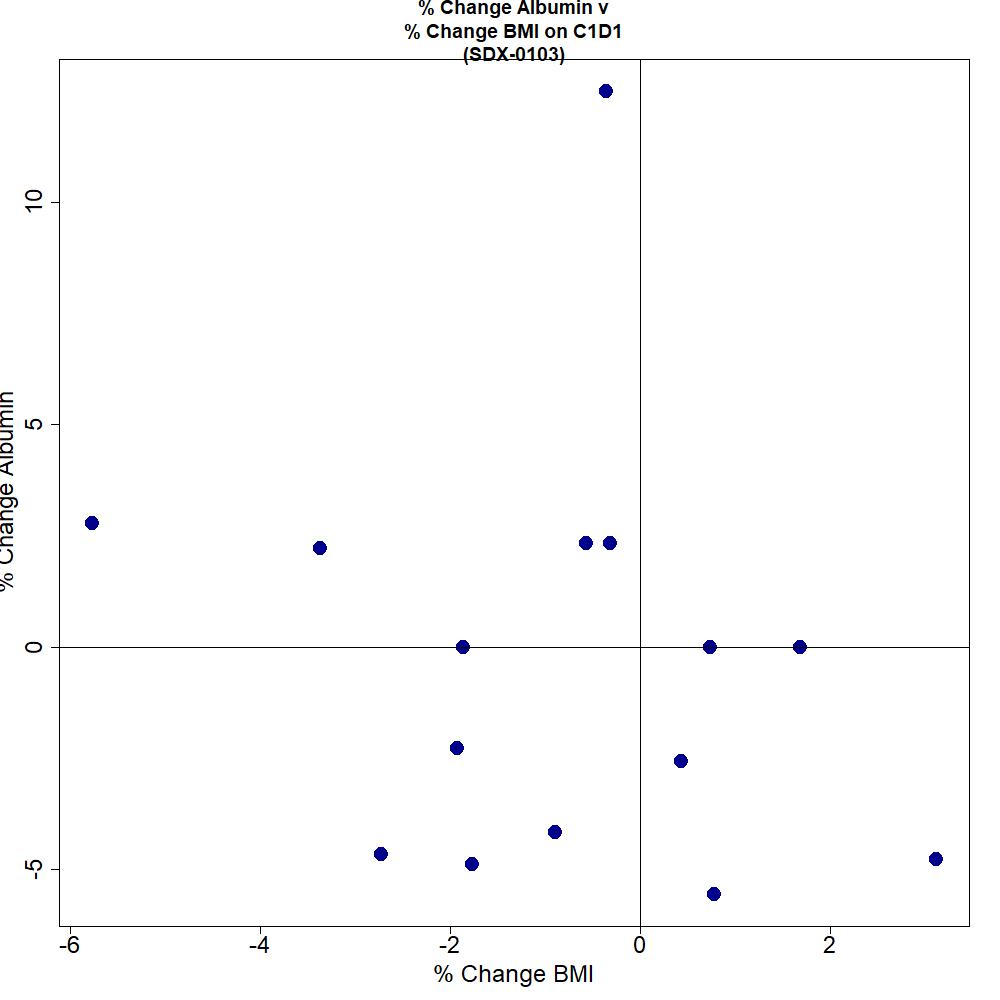 % Change Albumin v
% Change BMI on C1D1
(SDX-0103)
10
5
0
-5
% Change Albumin
-6
-4
-2
0
2
% Change BMI